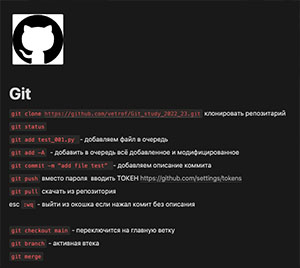 Git
git clone https://github.com/vetrof/Git_study_2022_23.git клонировать репозитарий
git status
git add test_001.py - добавляем файл в очередь
git add -A - добавить в очередь всё добавленное и модифицированное
git commit -m "add file test" - добавляем описание коммита
git push вместо пароля вводить ТОКЕН https://github.com/settings/tokens
git pull скачать из репозитория
esc :wq - выйти из окошка если нажал комит без описания
git checkout main - переключится на главную ветку
git branch - активная втека
git merge